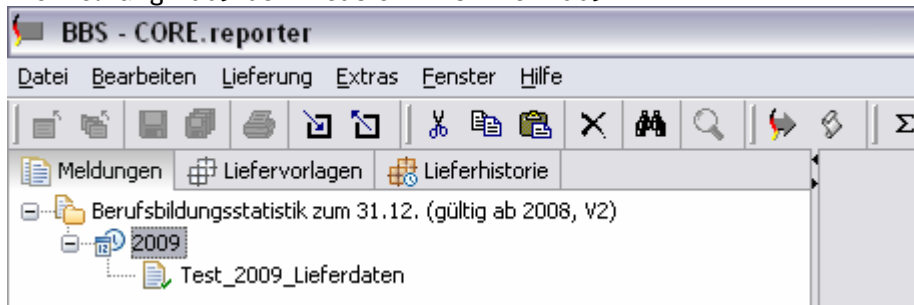 BBS - CORE.reporter
Datei Bearbeiten Lieferung Extras Fenster Hilfe
Σ
Meldungen Liefervorlagen Lieferhistorie
Berufsbildungsstatistik zum 31.12. (gültig ab 2008, V2)
12 2009
Test_2009_Lieferdaten